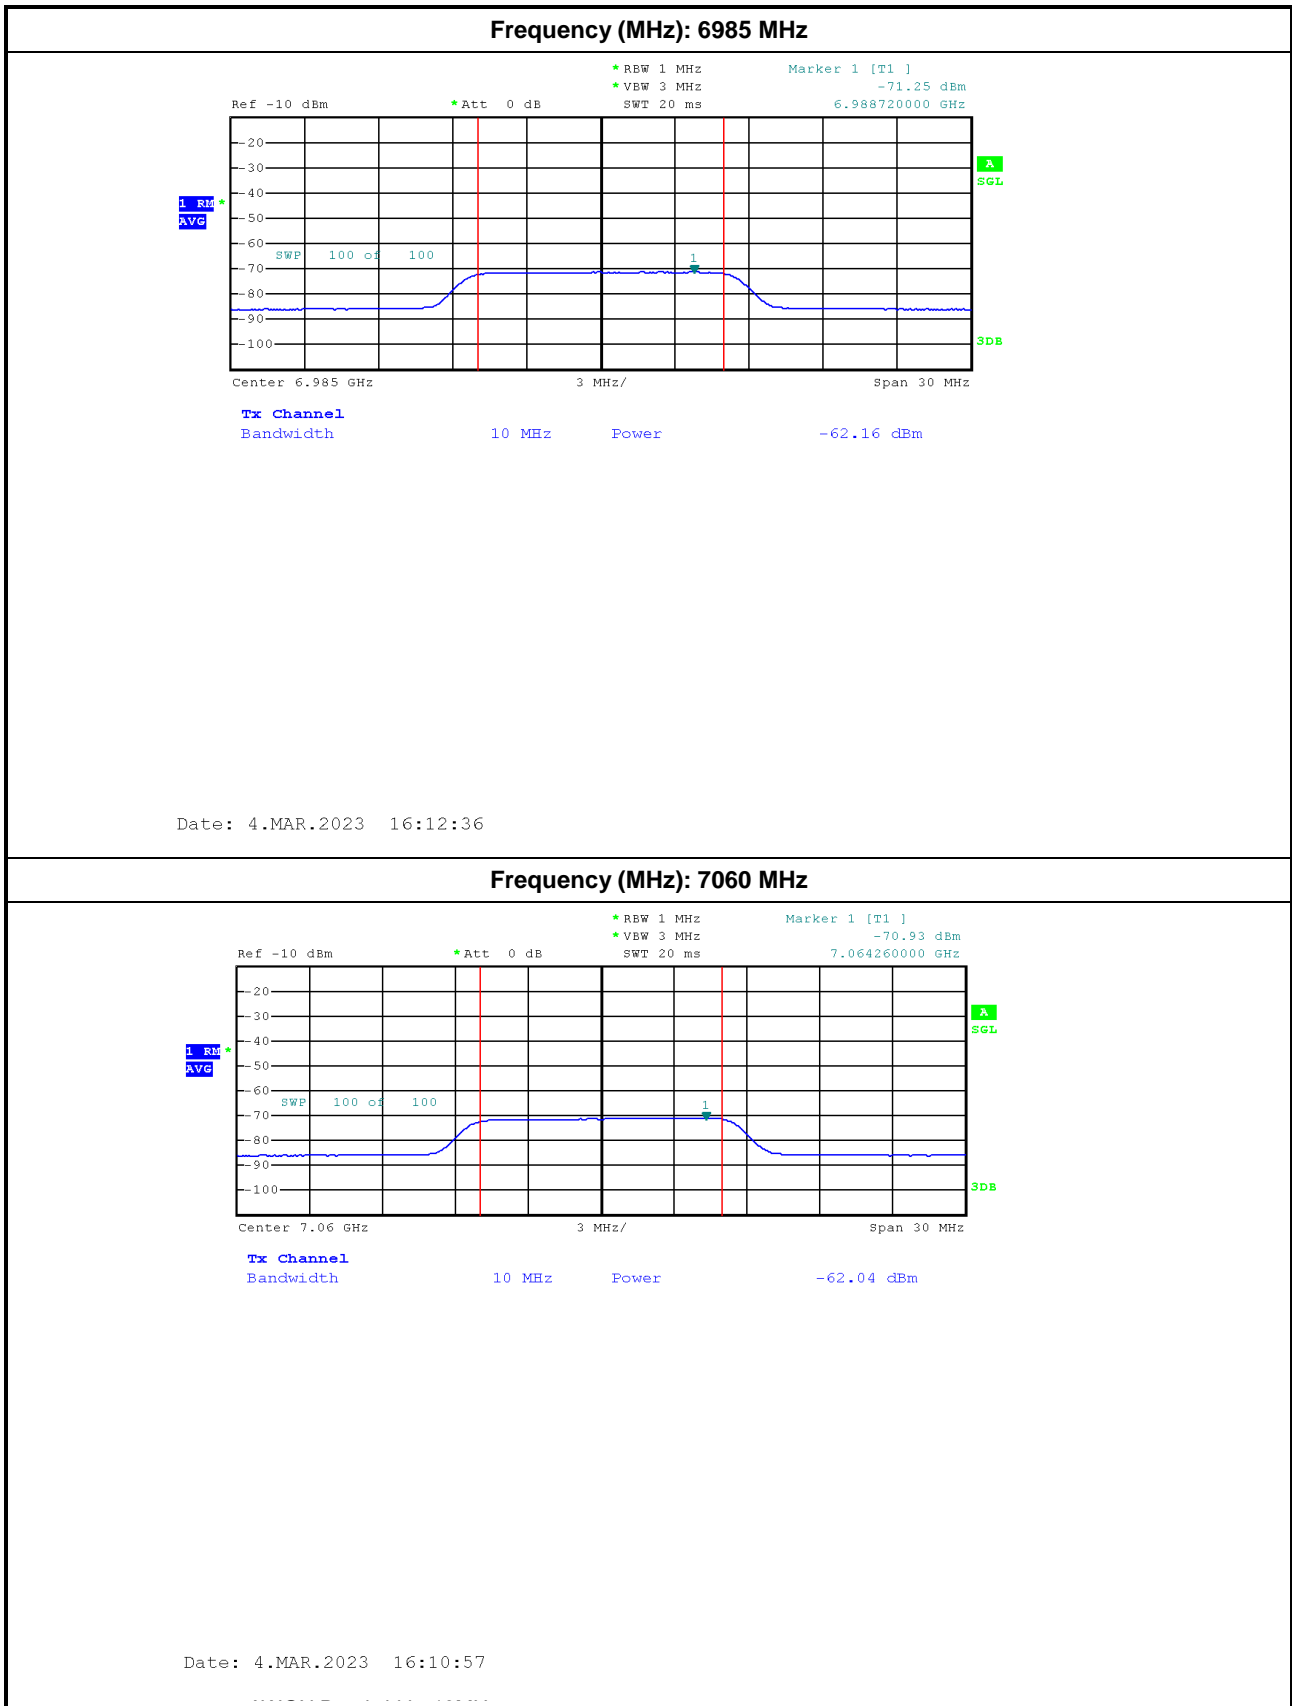 Frequency (MHz): 6985 MHz
* RBW 1 MHz Marker 1 [T1 ]
* VBW 3 MHz -71.25 dBm
Ref -10 dBm * Att 0 dB SWT 20 ms 6.988720000 GHz
-20
-30
A
SGL
-40
1 RM *
AVG
-50
-60
SWP 100 of 100
1
-70
-80
-90
-100
3DB
Center 6.985 GHz 3 MHz/ Span 30 MHz
Tx Channel
Bandwidth 10 MHz Power -62.16 dBm
Date: 4.MAR.2023 16:12:36
Frequency (MHz): 7060 MHz
* RBW 1 MHz Marker 1 [T1 ]
* VBW 3 MHz -70.93 dBm
Ref -10 dBm * Att 0 dB SWT 20 ms 7.064260000 GHz
-20
-30
A
SGL
-40
1 RM *
AVG
-50
-60
SWP 100 of 100
1
-70
-80
-90
-100
3DB
Center 7.06 GHz 3 MHz/ Span 30 MHz
Tx Channel
Bandwidth 10 MHz Power -62.04 dBm
Date: 4.MAR.2023 16:10:57